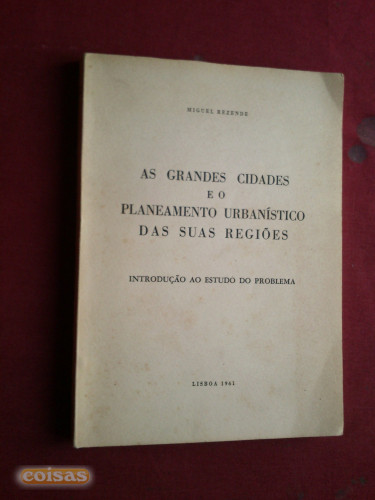 MIGUEL REZENDE
AS GRANDES CIDADES
E O
PLANEAMENTO URBANÍSTICO
DAS SUAS REGIÕES
INTRODUÇÃO AO ESTUDO DO PROBLEMA
LISBOA 1961
coisas